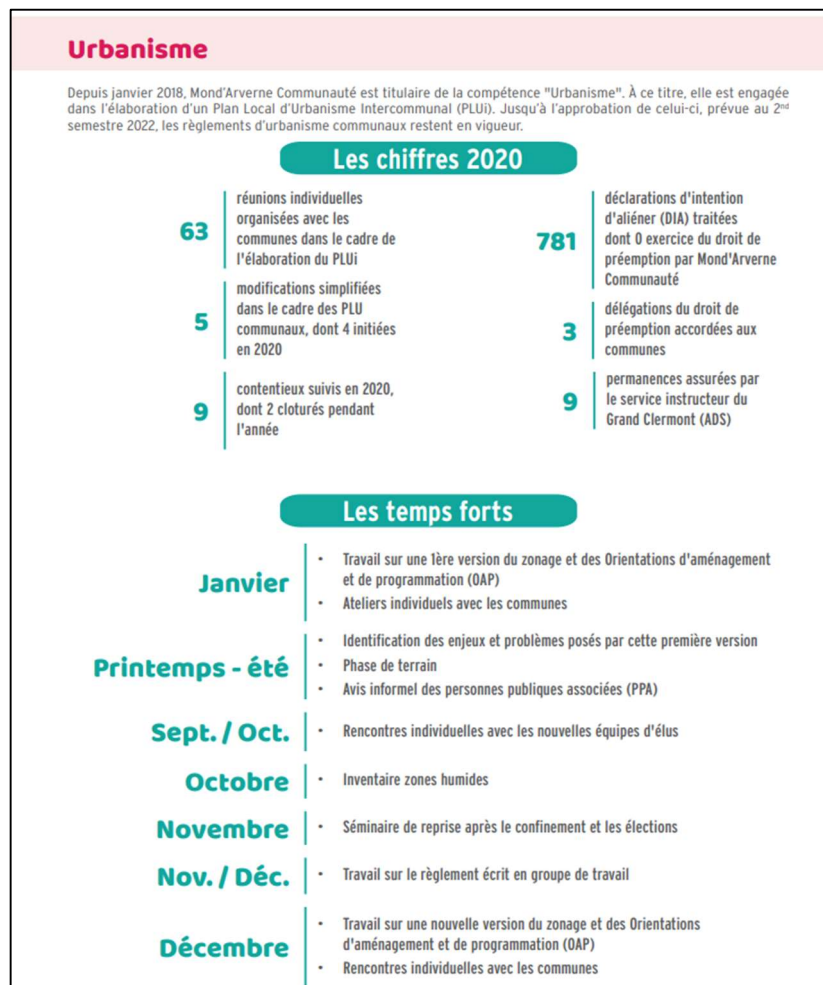 Urbanisme
Depuis janvier 2018, Mond'Arverne Communauté est titulaire de la compétence "Urbanisme". À ce titre, elle est engagée
dans l'élaboration d'un Plan Local d'Urbanisme Intercommunal (PLUi). Jusqu'à l'approbation de celui-ci, prévue au 2nd
semestre 2022, les règlements d'urbanisme communaux restent en vigueur.
Les chiffres 2020
63
réunions individuelles
organisées avec les
communes dans le cadre de
l'élaboration du PLUi
5
modifications simplifiées
dans le cadre des PLU
communaux, dont 4 initiées
en 2020
9
contentieux suivis en 2020,
dont 2 cloturés pendant
l'année
781
déclarations d'intention
d'aliéner (DIA) traitées
dont 0 exercice du droit de
préemption par Mond'Arverne
Communauté
3
délégations du droit de
préemption accordées aux
communes
9
permanences assurées par
le service instructeur du
Grand Clermont (ADS)
Les temps forts
Janvier
• Travail sur une 1ère version du zonage et des Orientations d'aménagement
et de programmation (OAP)
• Ateliers individuels avec les communes
Printemps - été
• Identification des enjeux et problèmes posés par cette première version
• Phase de terrain
• Avis informel des personnes publiques associées (PPA)
Sept. / Oct.
• Rencontres individuelles avec les nouvelles équipes d'élus
Octobre
• Inventaire zones humides
Novembre
• Séminaire de reprise après le confinement et les élections
Nov. / Déc.
• Travail sur le règlement écrit en groupe de travail
Décembre
• Travail sur une nouvelle version du zonage et des Orientations
d'aménagement et de programmation (OAP)
• Rencontres individuelles avec les communes